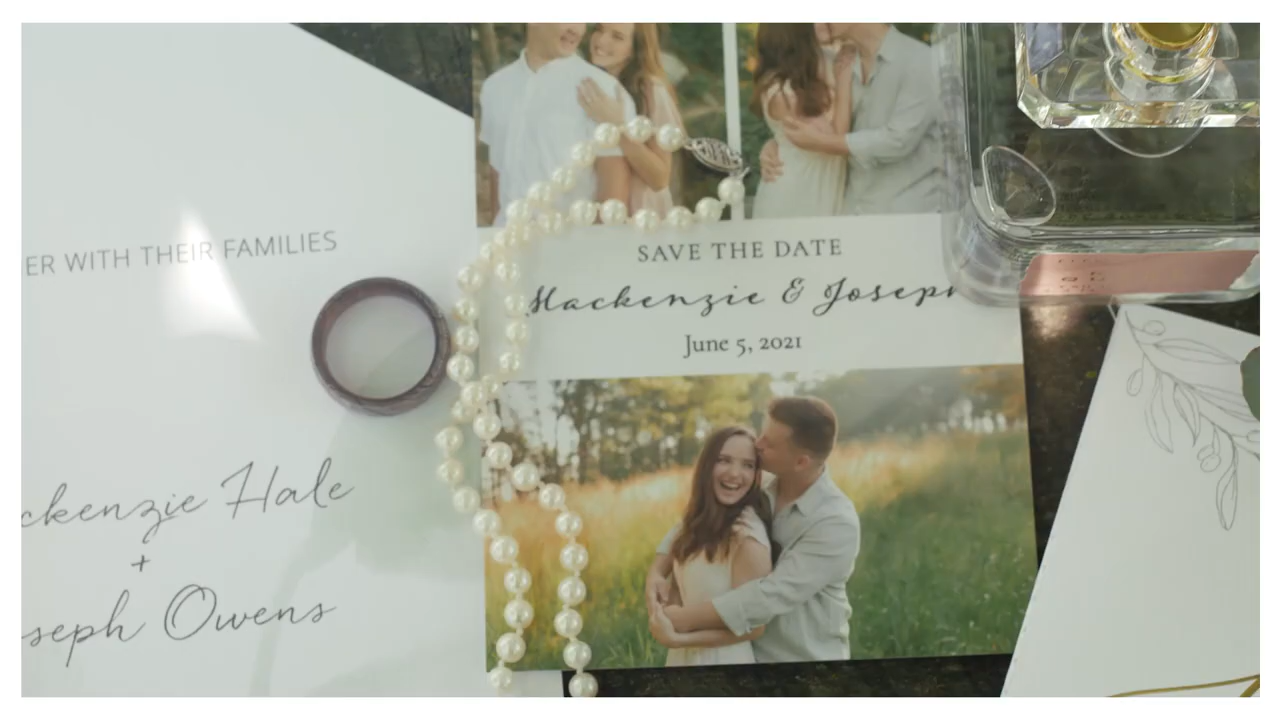 ER WITH THEIR FAMILIES
ckenzie Hale
+
seph Owens
SAVE THE DATE
Mackenzie & Joseph
June 5, 2021